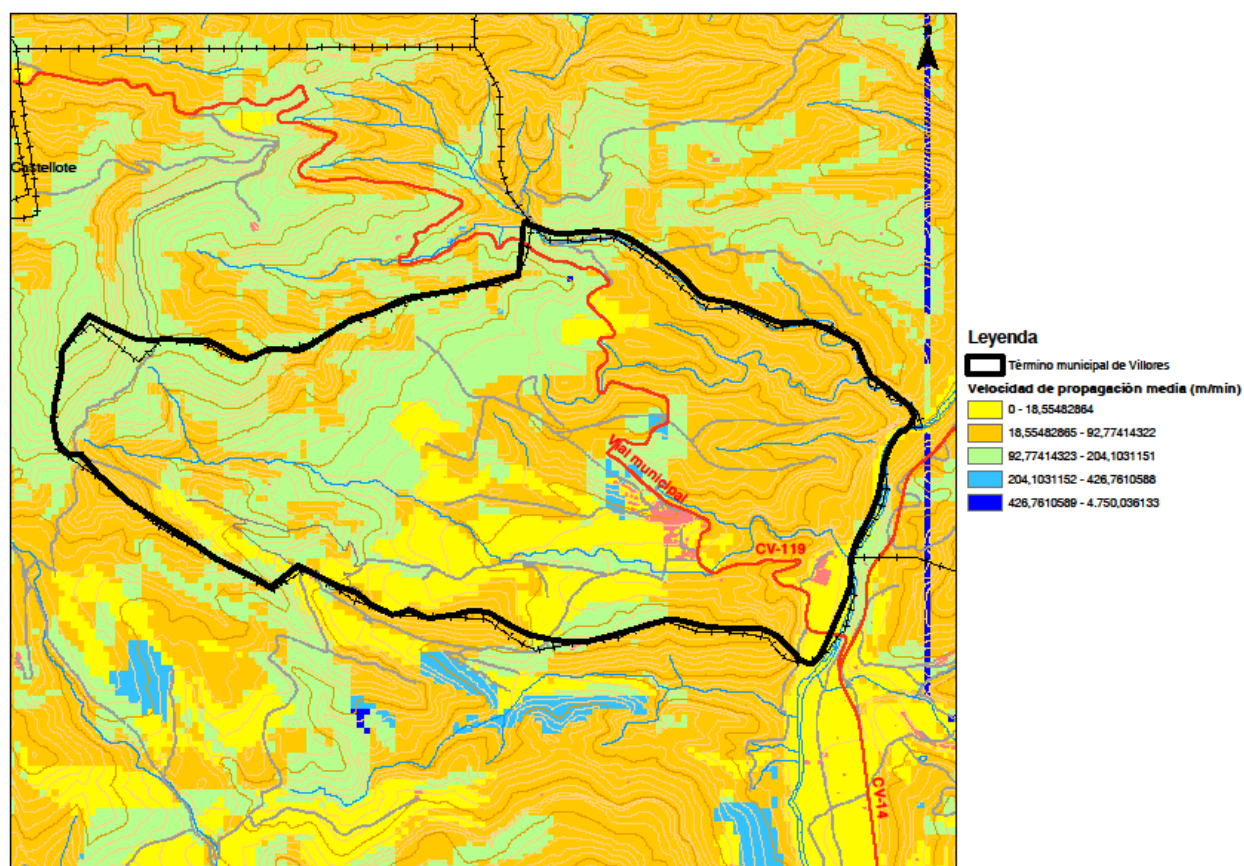 Castellote
Vial municipal
CV-119
CV-14
Leyenda
Término municipal de Villores
Velocidad de propagación media (m/min)
0 - 18,55482864
18,55482865 - 92,77414322
92,77414323 - 204,1031151
204,1031152 - 426,7610588
426,7610589 - 4.750,036133